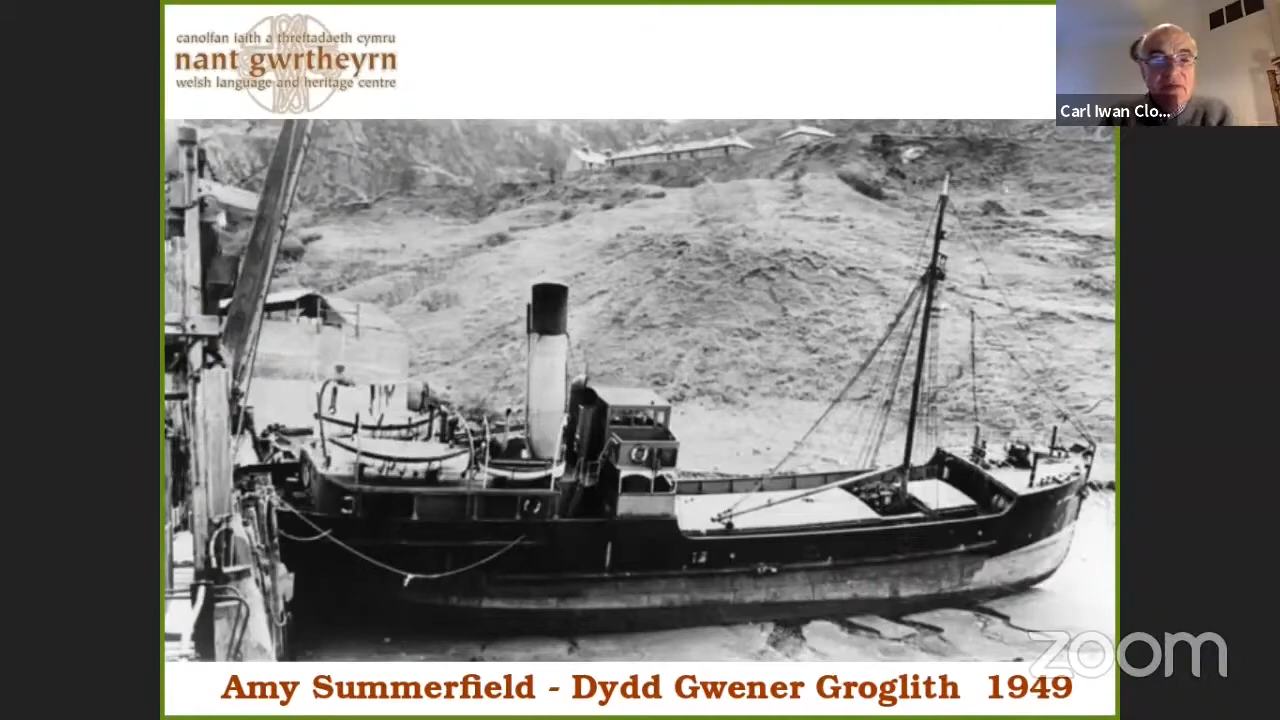 canolfan iaith a threftadaeth cymru
nant gwrtheyrn
welsh language and heritage centre
Carl Iwan Clo...
zoom
Amy Summerfield - Dydd Gwener Groglith 1949